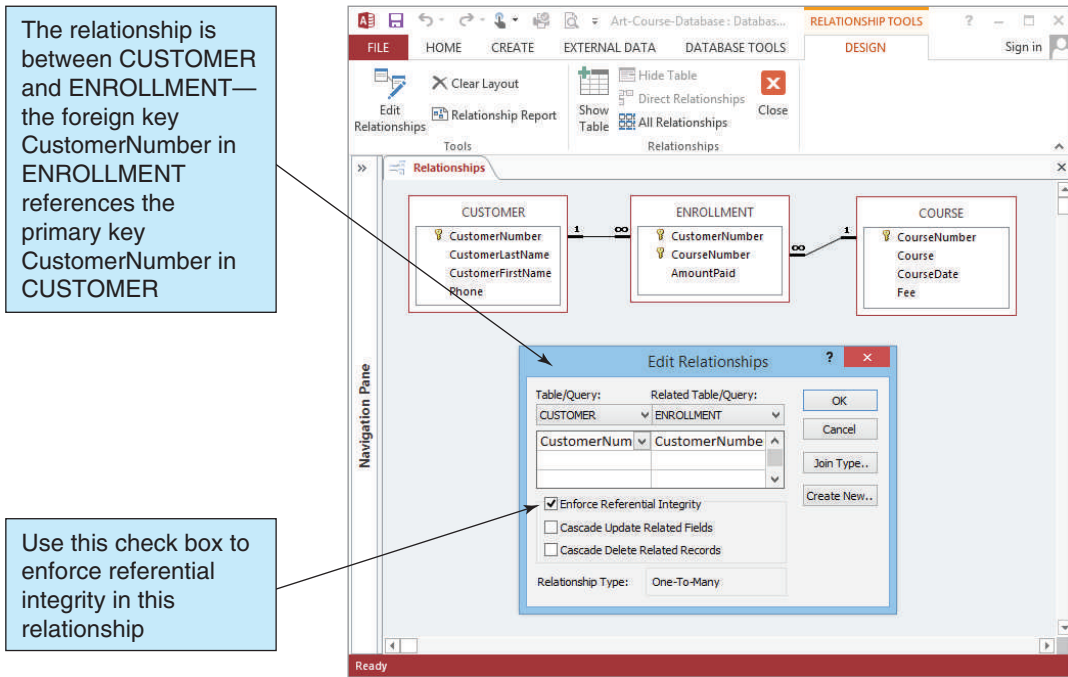 The relationship is
between CUSTOMER
and ENROLLMENT—
the foreign key
CustomerNumber in
ENROLLMENT
references the
primary key
CustomerNumber in
CUSTOMER
Use this check box to
enforce referential
integrity in this
relationship
Art-Course-Database : Databas... RELATIONSHIP TOOLS ?
FILE HOME CREATE EXTERNAL DATA DATABASE TOOLS DESIGN Sign in
Edit
Relationships
Clear Layout
Relationship Report
Tools
Show
Table
Hide Table
Direct Relationships
All Relationships
Close
Relationships
Relationships
Navigation Pane
CUSTOMER
CustomerNumber
CustomerLastName
CustomerFirstName
Phone
1 ∞
ENROLLMENT
CustomerNumber
CourseNumber
AmountPaid
∞ 1
COURSE
CourseNumber
Course
CourseDate
Fee
Edit Relationships ?
Table/Query: Related Table/Query:
CUSTOMER ENROLLMENT
CustomerNum CustomerNumbe
Enforce Referential Integrity
Cascade Update Related Fields
Cascade Delete Related Records
Relationship Type: One-To-Many
OK
Cancel
Join Type..
Create New..
Ready